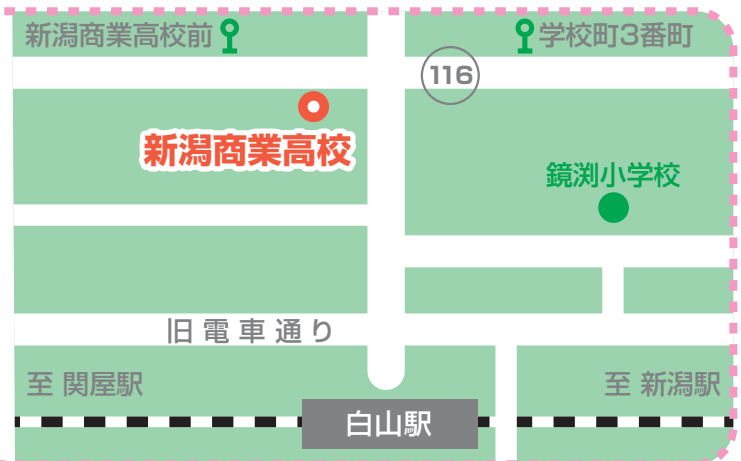 新潟商業高校前
学校町3番町
116
新潟商業高校
鏡渕小学校
旧電車通り
至 関屋駅
至 新潟駅
白山駅